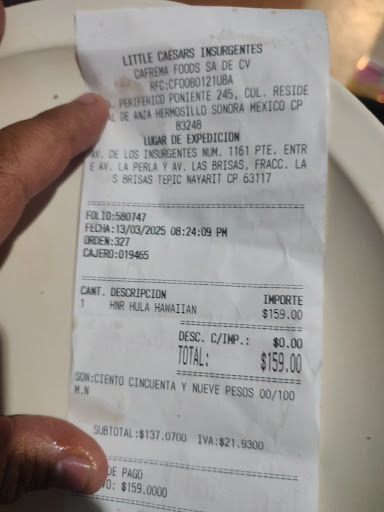 LITTLE CAESARS INSURGENTES
CAFREMA FOODS SA DE CV
RFC:CFO080121UBA
PERIFERICO PONIENTE 245, COL. RESIDE
AL DE ANZA HERMOSILLO SONORA MEXICO CP
83248
LUGAR DE EXPEDICION
AV. DE LOS INSURGENTES NUM. 1161 PTE. ENTR
E AV. LA PERLA Y AV. LAS BRISAS, FRACC. LA
S BRISAS TEPIC NAYARIT CP 63117
FOLIO:580747
FECHA:13/03/2025 08:24:09 PM
ORDEN:327
CAJERO:019465
CANT. DESCRIPCION IMPORTE
1 HNR HULA HAWAIIAN $159.00
DESC. C/IMP.: $0.00
TOTAL: $159.00
SON:CIENTO CINCUENTA Y NUEVE PESOS 00/100
M.N
SUBTOTAL:$137.0700 IVA:$21.9300
DE PAGO
VO: $159.0000